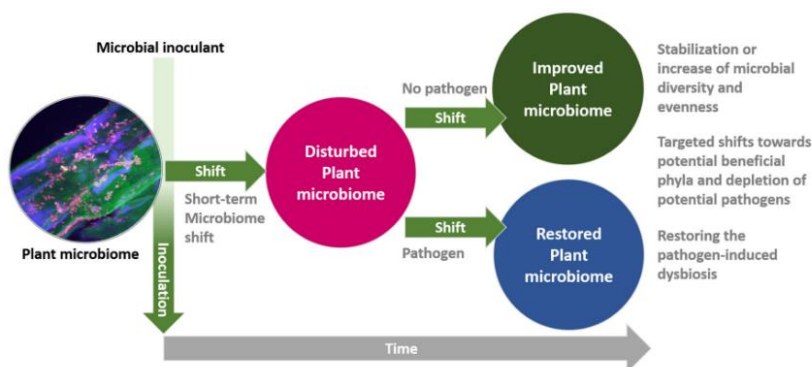 Microbial inoculant
Plant microbiome
Inoculation
Shift
Short-term
Microbiome
shift
Disturbed
Plant
microbiome
No pathogen
Shift
Improved
Plant
microbiome
Shift
Pathogen
Restored
Plant
microbiome
Stabilization or
increase of microbial
diversity and
evenness
Targeted shifts towards
potential beneficial
phyla and depletion of
potential pathogens
Restoring the
pathogen-induced
dysbiosis
Time